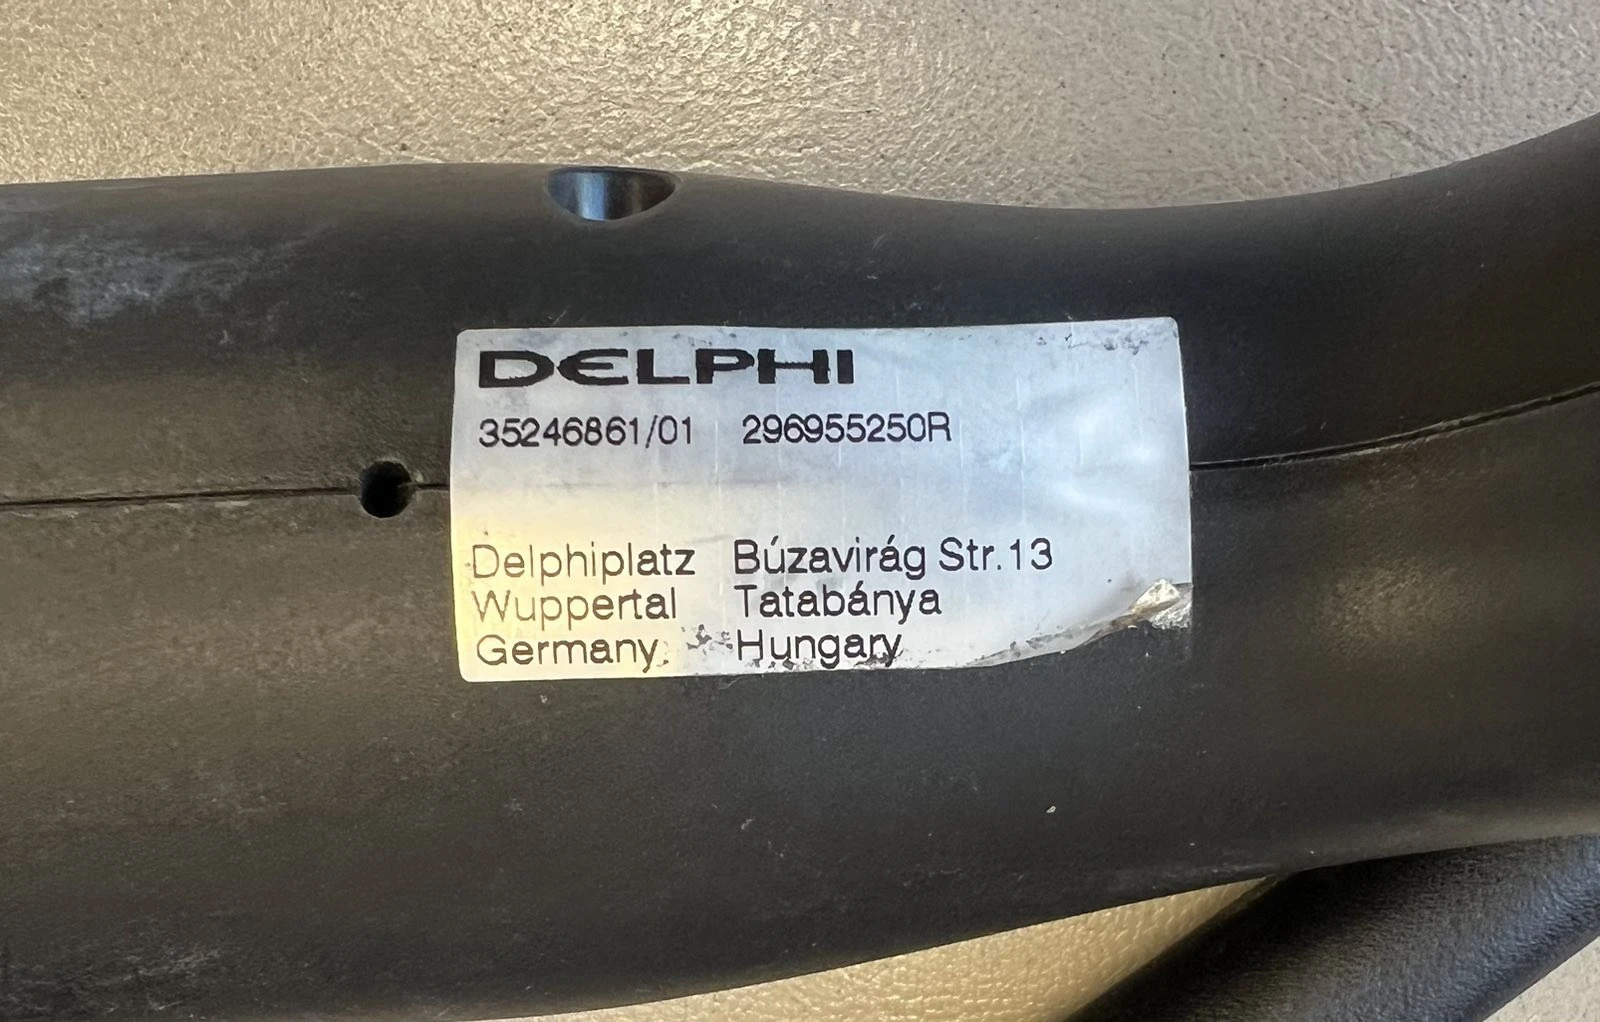 DELPHI
35246861/01 296955250R
Delphiplatz Búzavirág Str.13
Wuppertal Tatabánya
Germany Hungary